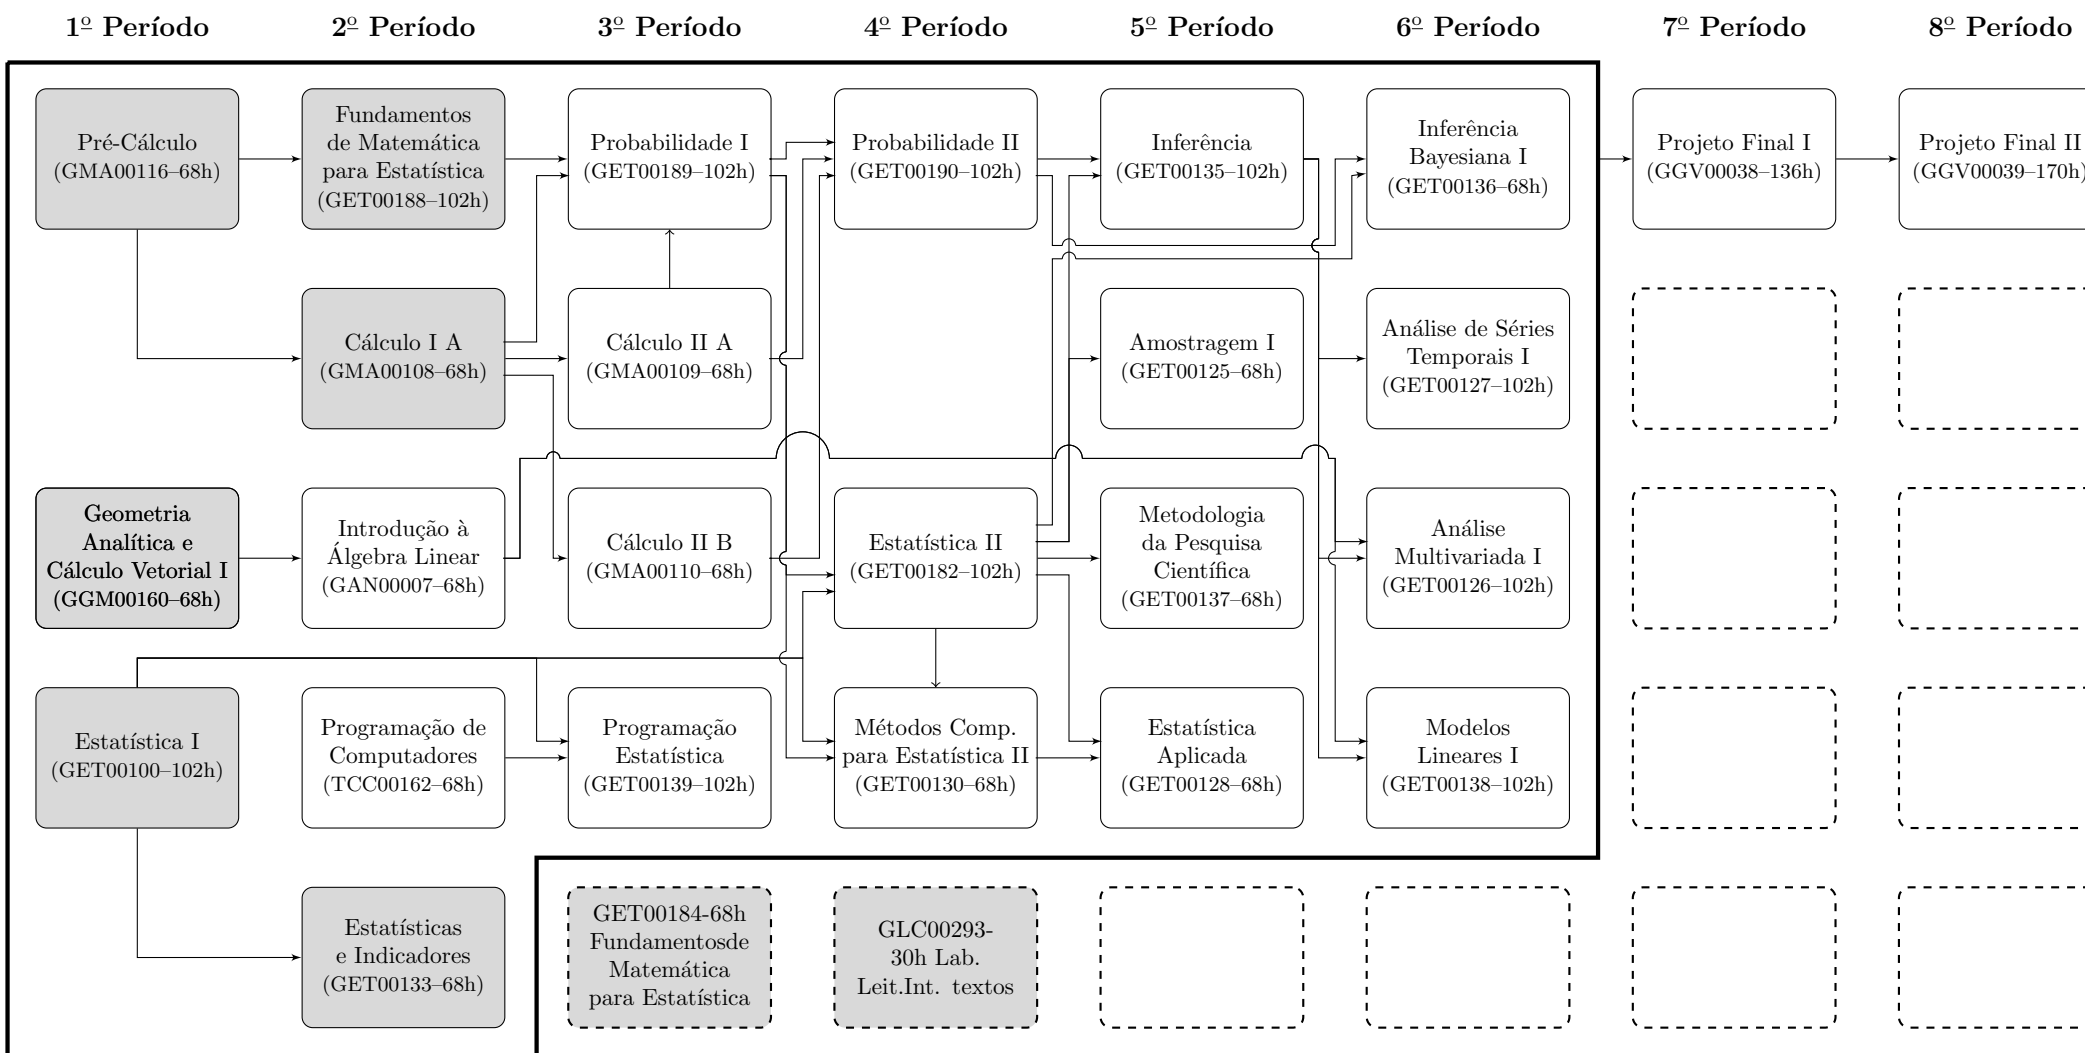 1º Período
2º Período
3º Período
4º Período
5º Período
6º Período
7º Período
8º Período
Pré-Cálculo
(GMA00116–68h)
Fundamentos
de Matemática
para Estatística
(GET00188–102h)
Probabilidade I
(GET00189–102h)
Probabilidade II
(GET00190–102h)
Inferência
(GET00135–102h)
Inferência
Bayesiana I
(GET00136–68h)
Projeto Final I
(GGV00038–136h)
Projeto Final II
(GGV00039–170h)
Cálculo I A
(GMA00108–68h)
Cálculo II A
(GMA00109–68h)
Amostragem I
(GET00125–68h)
Análise de Séries
Temporais I
(GET00127–102h)
Geometria
Analítica e
Cálculo Vetorial I
(GGM00160–68h)
Introdução à
Álgebra Linear
(GAN00007–68h)
Cálculo II B
(GMA00110–68h)
Estatística II
(GET00182–102h)
Metodologia
da Pesquisa
Científica
(GET00137–68h)
Análise
Multivariada I
(GET00126–102h)
Estatística I
(GET00100–102h)
Programação de
Computadores
(TCC00162–68h)
Programação
Estatística
(GET00139–102h)
Métodos Comp.
para Estatística II
(GET00130–68h)
Estatística
Aplicada
(GET00128–68h)
Modelos
Lineares I
(GET00138–102h)
Estatísticas
e Indicadores
(GET00133–68h)
GET00184-68h
Fundamentosde
Matemática
para Estatística
GLC00293-
30h Lab.
Leit.Int. textos